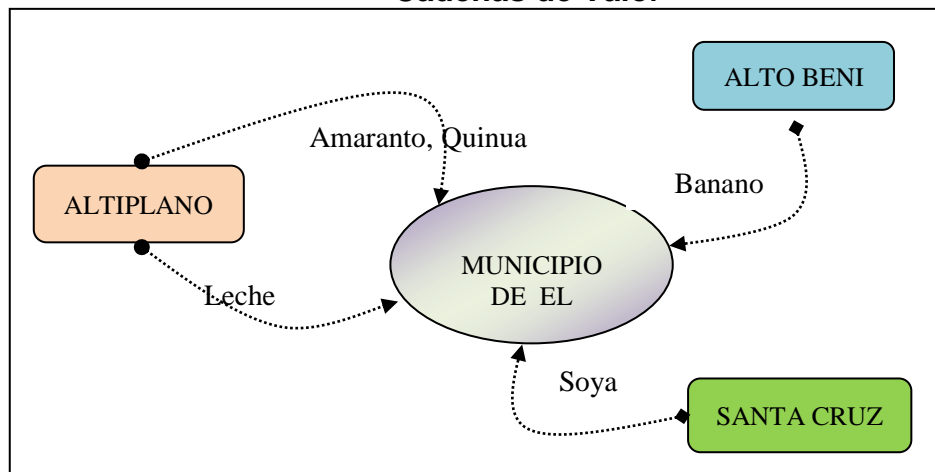 ALTO BENI
Amaranto, Quinua
Banano
ALTIPLANO
MUNICIPIO
DE EL
Leche
Soya
SANTA CRUZ